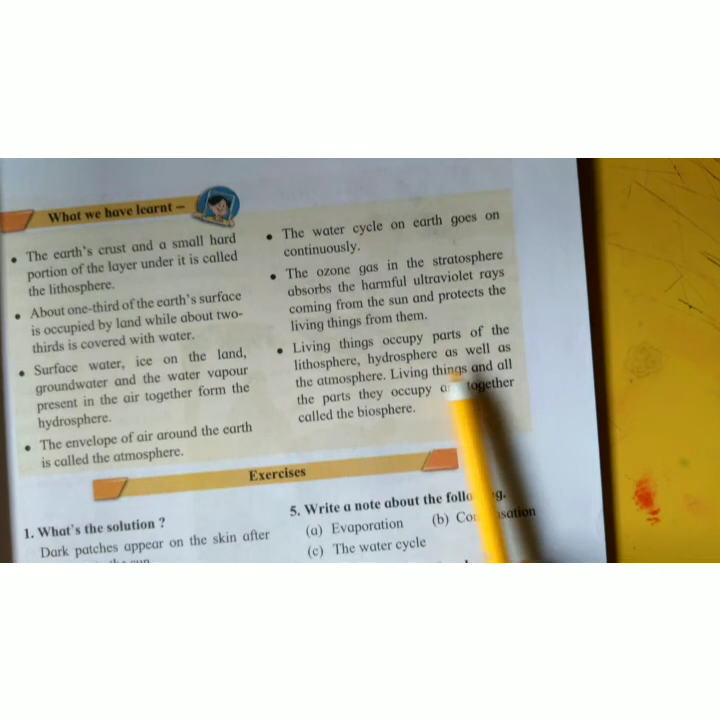 What we have learnt –
• The earth's crust and a small hard
portion of the layer under it is called
the lithosphere.
• About one-third of the earth's surface
is occupied by land while about two-
thirds is covered with water.
• Surface water, ice on the land,
groundwater and the water vapour
present in the air together form the
hydrosphere.
• The envelope of air around the earth
is called the atmosphere.
• The water cycle on earth goes on
continuously.
• The ozone gas in the stratosphere
absorbs the harmful ultraviolet rays
coming from the sun and protects the
living things from them.
• Living things occupy parts of the
lithosphere, hydrosphere as well as
the atmosphere. Living things and all
the parts they occupy together
called the biosphere.
Exercises
1. What's the solution ?
Dark patches appear on the skin after
5. Write a note about the
(a) Evaporation (b)
(c) The water cycle